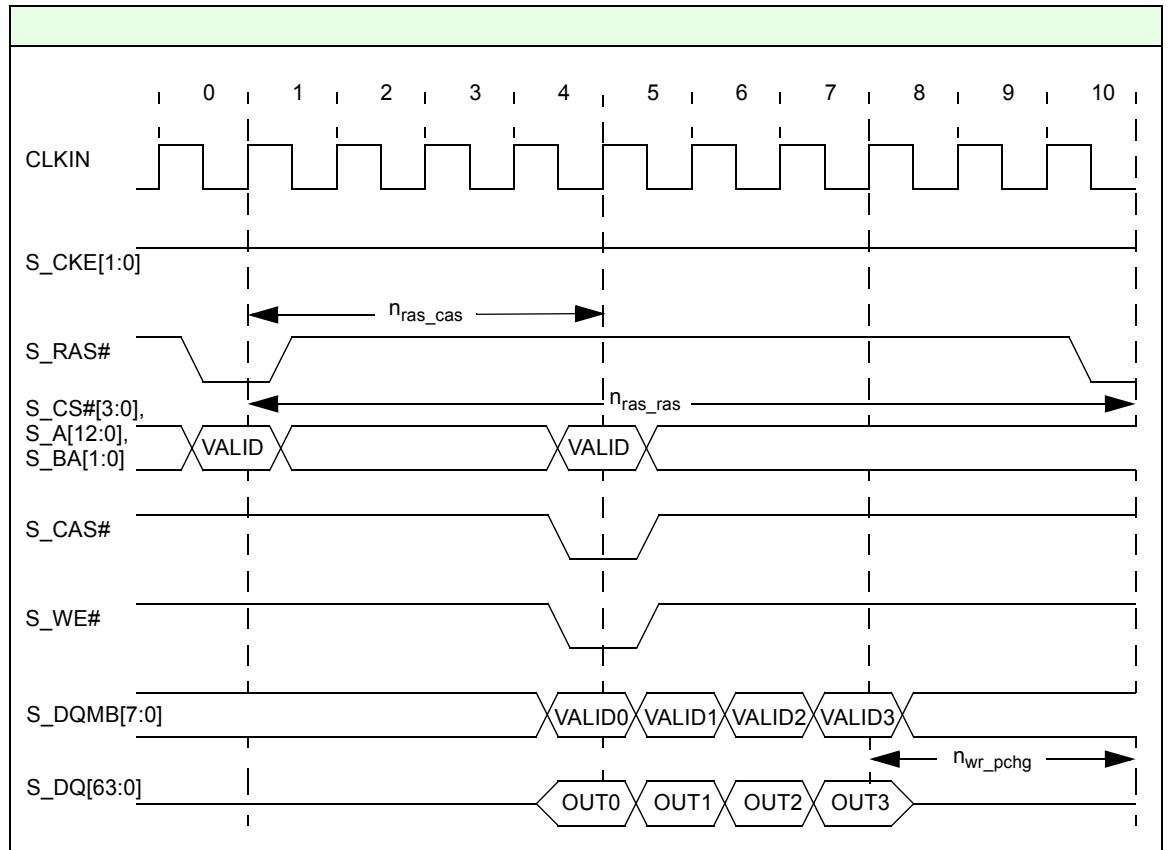 0 1 2 3 4 5 6 7 8 9 10
CLKIN
S_CKE[1:0]
n_ras_cas
S_RAS#
n_ras_ras
S_CS#[3:0],
S_A[12:0],
S_BA[1:0]
VALID VALID
S_CAS#
S_WE#
S_DQMB[7:0] VALID0 VALID1 VALID2 VALID3
n_wr_pchg
S_DQ[63:0] OUT0 OUT1 OUT2 OUT3